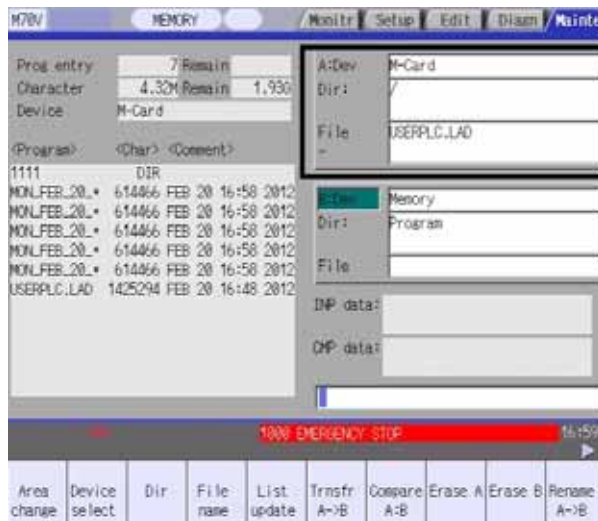 M70V MEMORY Monitr Setup Edit Diagn Mainte
Prog entry 7 Remain
Character 4.32M Remain 1.93G
Device M-Card
<Program> <Char> <Comment>
1111 DIR
MON_FEB_20_* 614466 FEB 20 16:58 2012
MON_FEB_20_* 614466 FEB 20 16:58 2012
MON_FEB_20_* 614466 FEB 20 16:58 2012
MON_FEB_20_* 614466 FEB 20 16:58 2012
MON_FEB_20_* 614466 FEB 20 16:58 2012
USERPLC.LAD 1425294 FEB 20 16:48 2012
A:Dev M-Card
Dir: /
File USERPLC.LAD
B:Dev Memory
Dir: Program
File
INP data:
CMP data:
EMERGENCY STOP 16:59
Area change
Device select
Dir
File name
List update
Trnsfr A->B
Compare A:B
Erase A
Erase B
Rename A->B